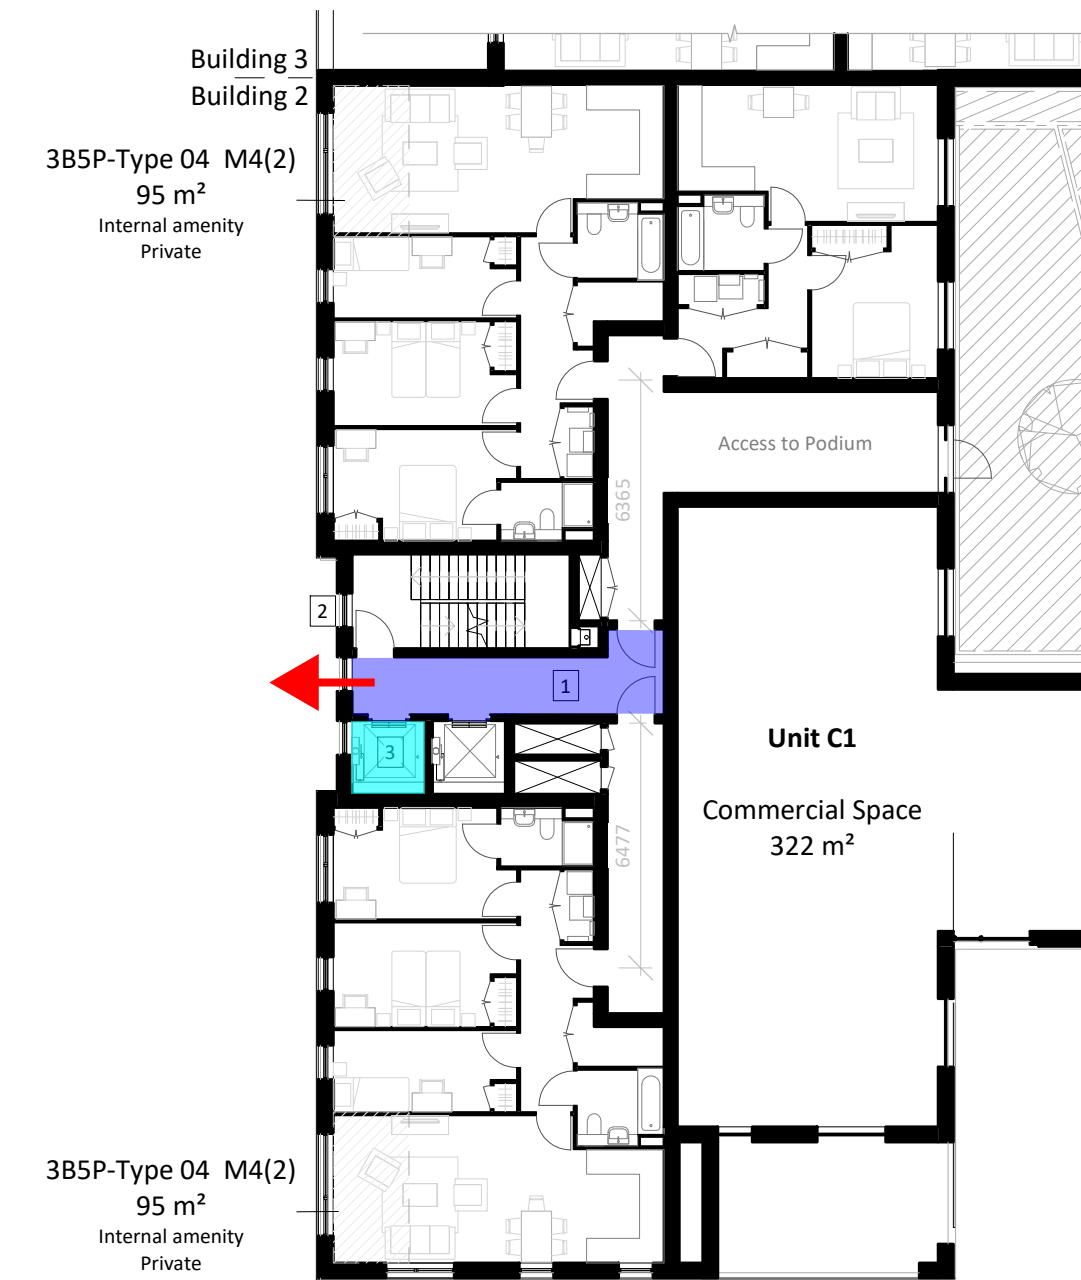 Building 3
Building 2
3B5P-Type 04 M4(2)
95 m²
Internal amenity
Private
Access to Podium
6365
2
1
3
Unit C1
Commercial Space
322 m²
6477
3B5P-Type 04 M4(2)
95 m²
Internal amenity
Private